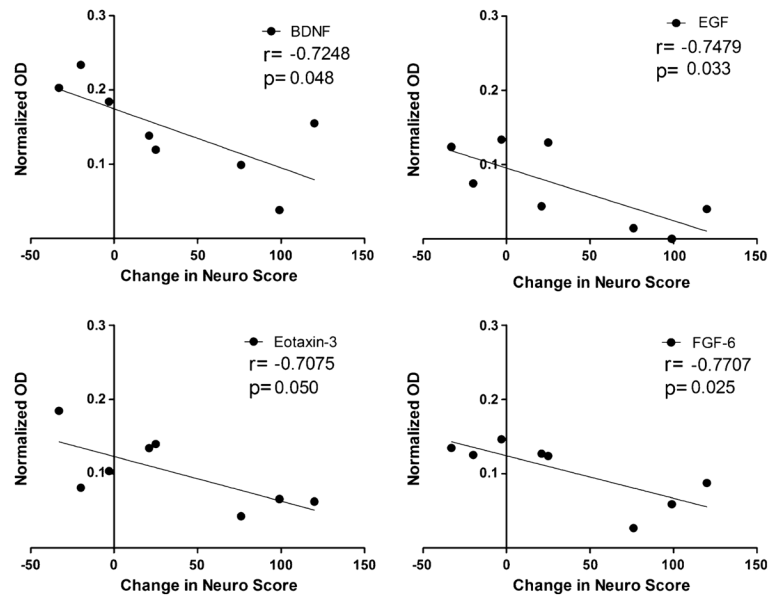 BDNF
r= -0.7248
p= 0.048
Normalized OD
0.3
0.2
0.1
-50 0 50 100 150
Change in Neuro Score
EGF
r= -0.7479
p= 0.033
Normalized OD
0.3
0.2
0.1
-50 0 50 100 150
Change in Neuro Score
Eotaxin-3
r= -0.7075
p= 0.050
Normalized OD
0.3
0.2
0.1
-50 0 50 100 150
Change in Neuro Score
FGF-6
r= -0.7707
p= 0.025
Normalized OD
0.3
0.2
0.1
-50 0 50 100 150
Change in Neuro Score